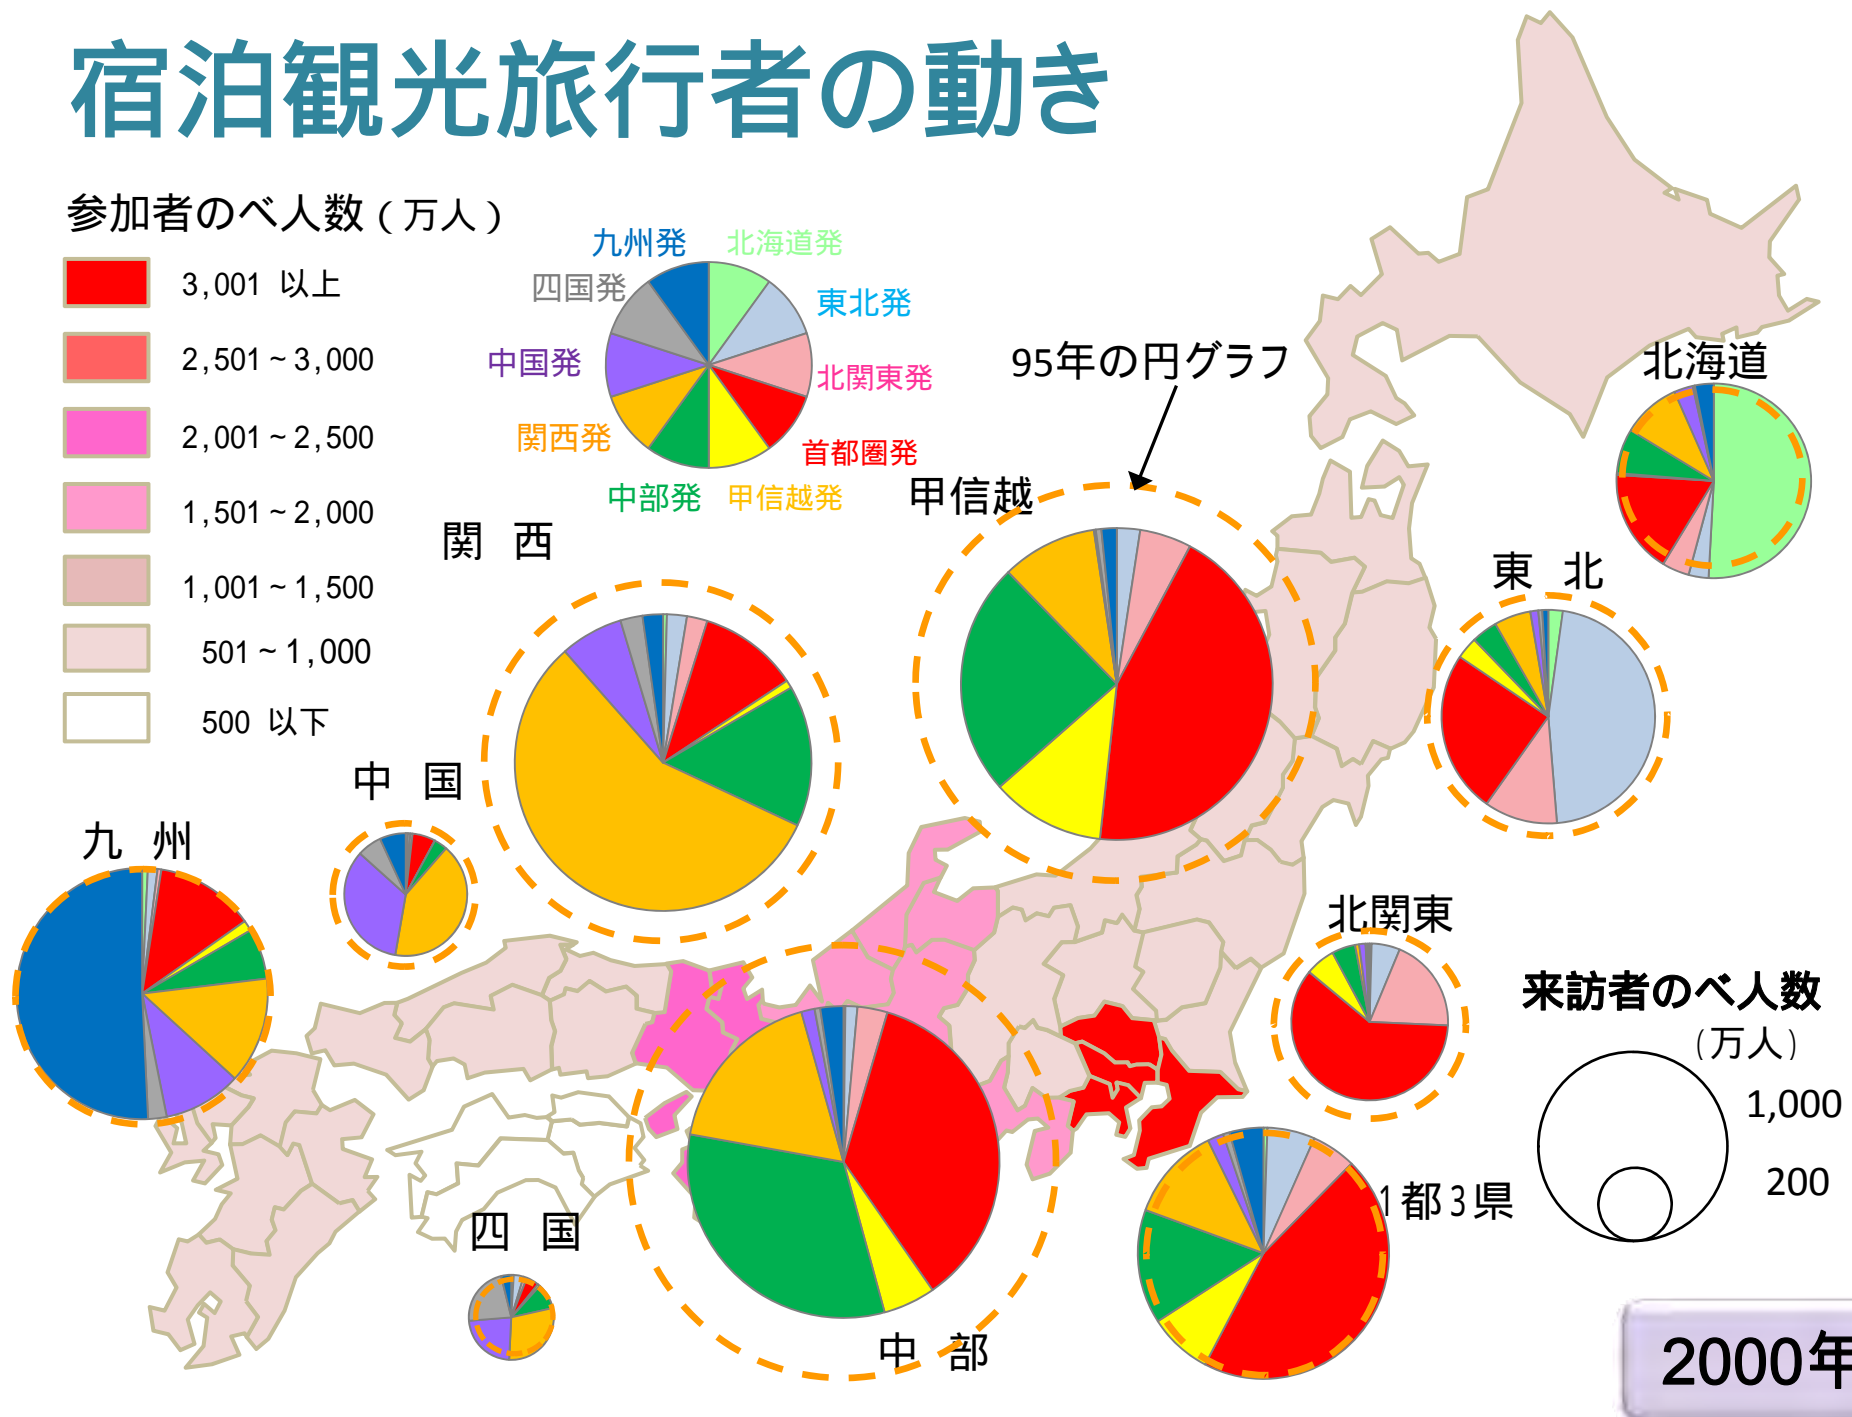 宿泊観光旅行者の動き
参加者のべ人数(万人)
3,001 以上
2,501~3,000
2,001~2,500
1,501~2,000
1,001~1,500
501~1,000
500 以下
九州発
北海道発
四国発
東北発
中国発
北関東発
関西発
首都圏発
中部発
甲信越発
95年の円グラフ
北海道
甲信越
関 西
東 北
中 国
九 州
北関東
来訪者のべ人数
(万人)
1,000
200
1都3県
四 国
中 部
2000年